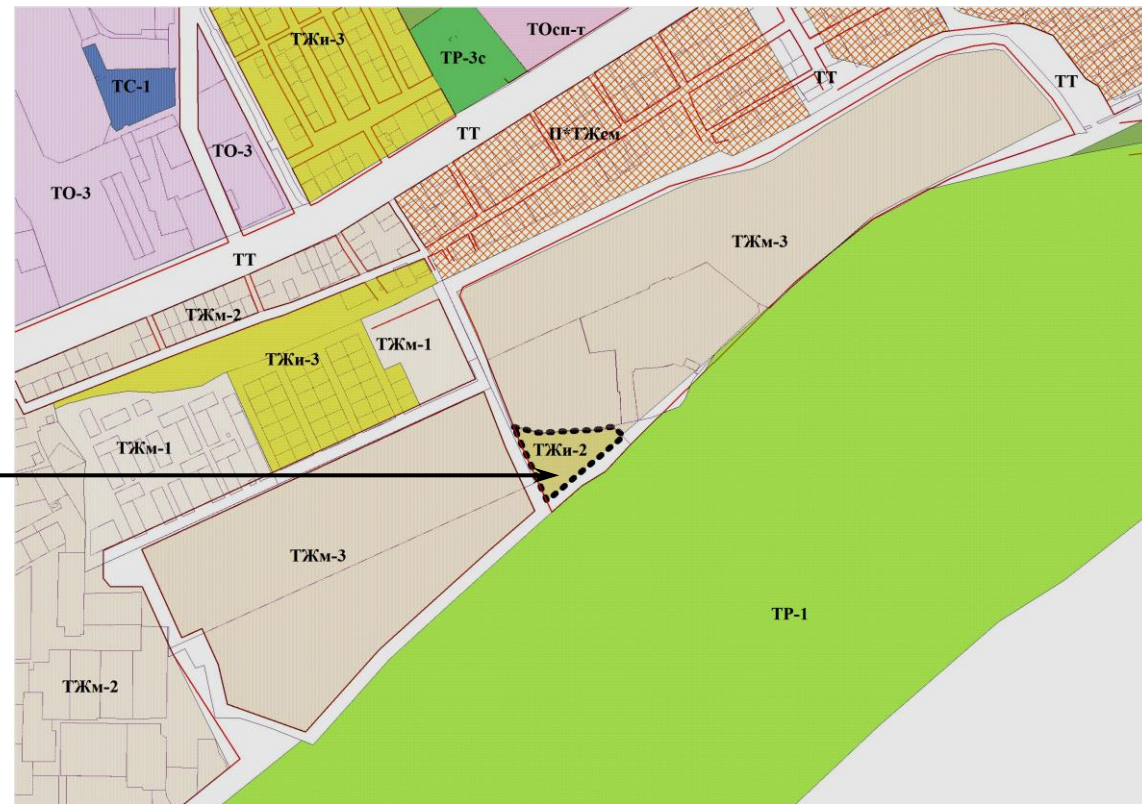 ТЖи-3
ТОсп-т
ТР-3с
ТС-1
ТТ
ТТ
ТТ
П*ТЖсм
ТО-3
ТО-3
ТЖм-3
ТТ
ТЖм-2
ТЖи-3
ТЖм-1
ТЖм-1
ТЖи-2
ТЖм-3
ТР-1
ТЖм-2